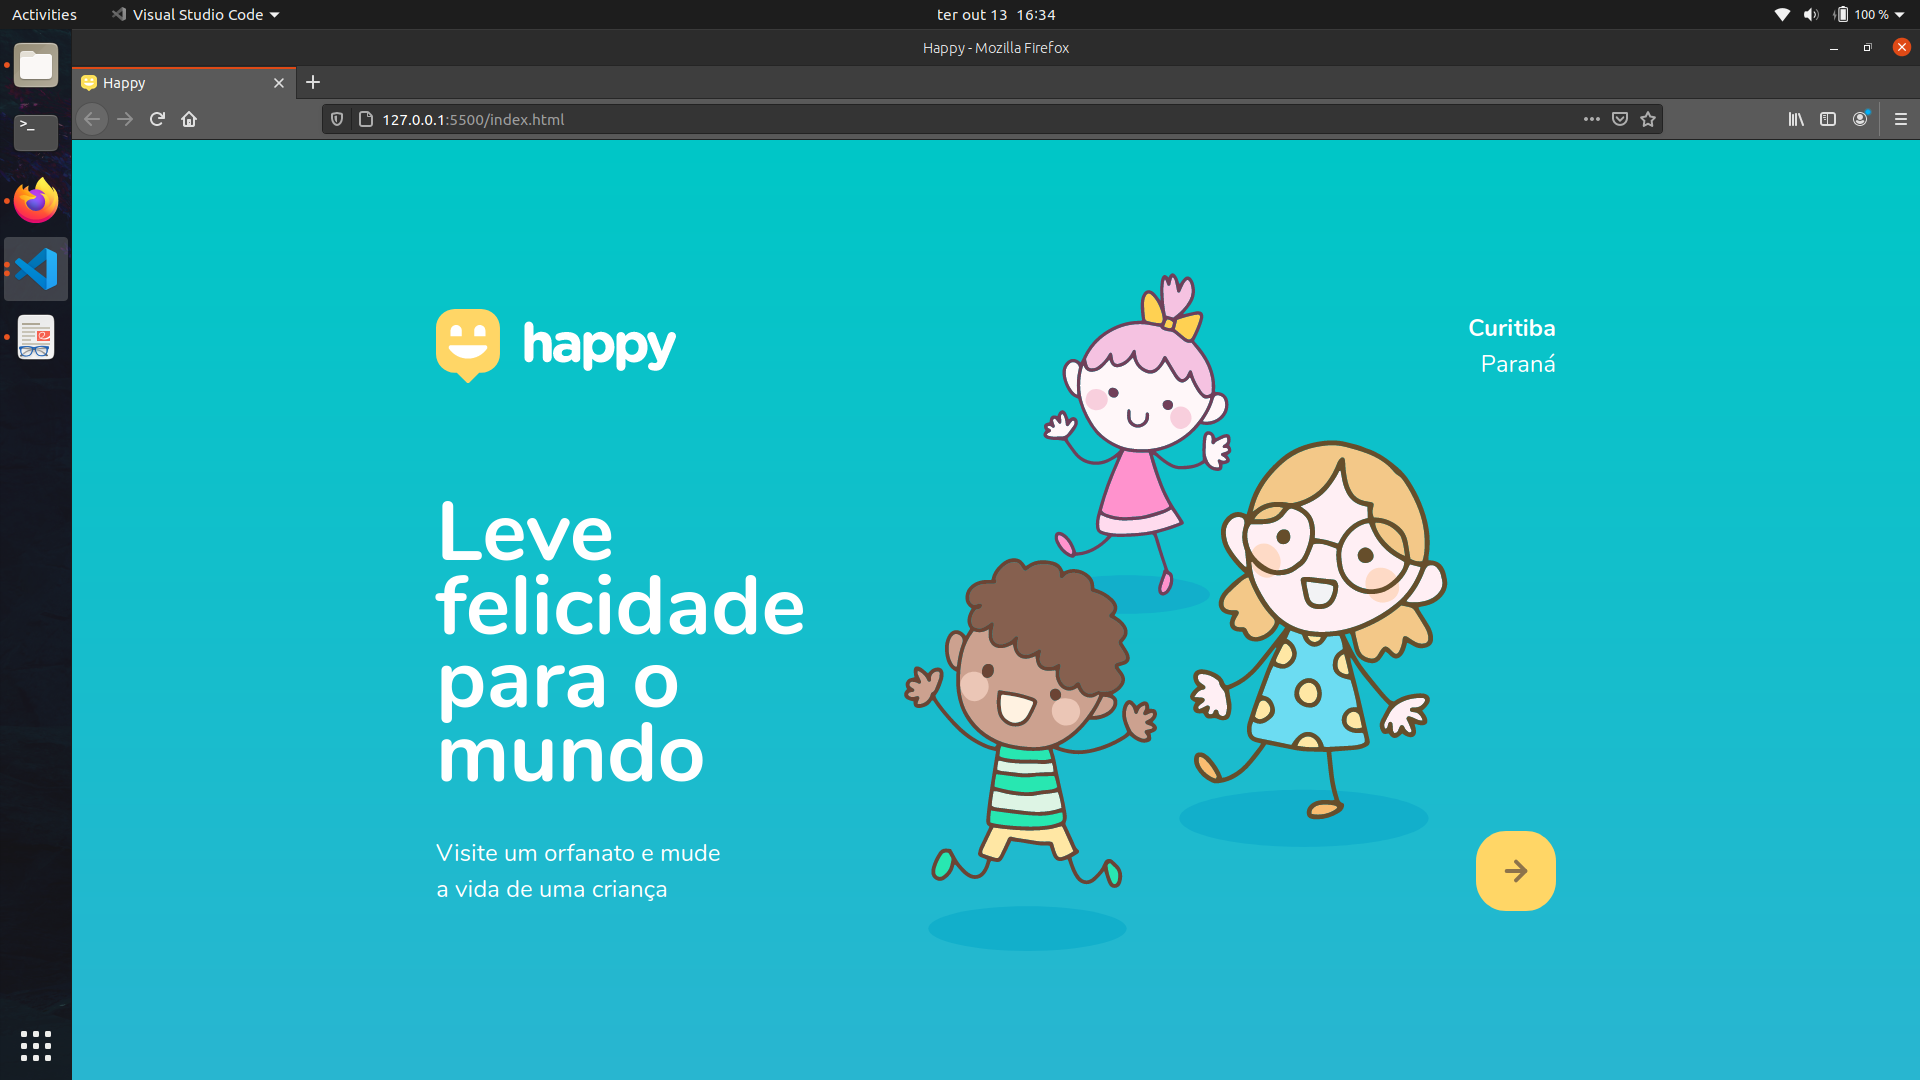 Activities
Visual Studio Code
ter out 13 16:34
100 %
Happy - Mozilla Firefox
Happy
127.0.0.1:5500/index.html
>_
happy
Curitiba
Paraná
Leve
felicidade
para o
mundo
Visite um orfanato e mude
a vida de uma criança